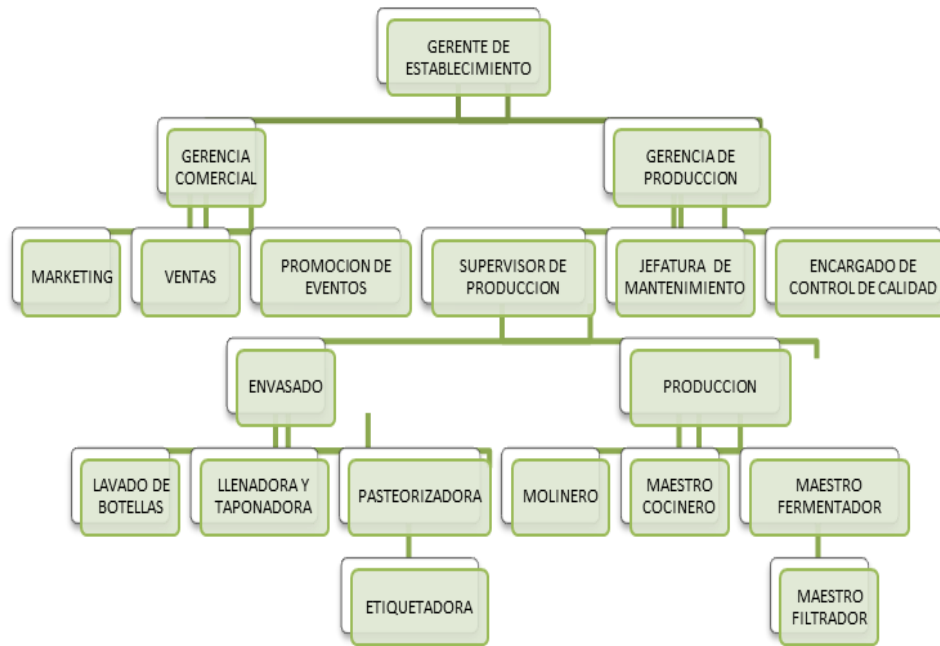 GERENTE DE
ESTABLECIMIENTO
GERENCIA
COMERCIAL
GERENCIA DE
PRODUCCION
MARKETING
VENTAS
PROMOCION DE
EVENTOS
SUPERVISOR DE
PRODUCCION
JEFATURA DE
MANTENIMIENTO
ENCARGADO DE
CONTROL DE CALIDAD
ENVASADO
PRODUCCION
LAVADO DE
BOTELLAS
LLENADORA Y
TAPONADORA
PASTEORIZADORA
MOLINERO
MAESTRO
COCINERO
MAESTRO
FERMENTADOR
ETIQUETADORA
MAESTRO
FILTRADOR